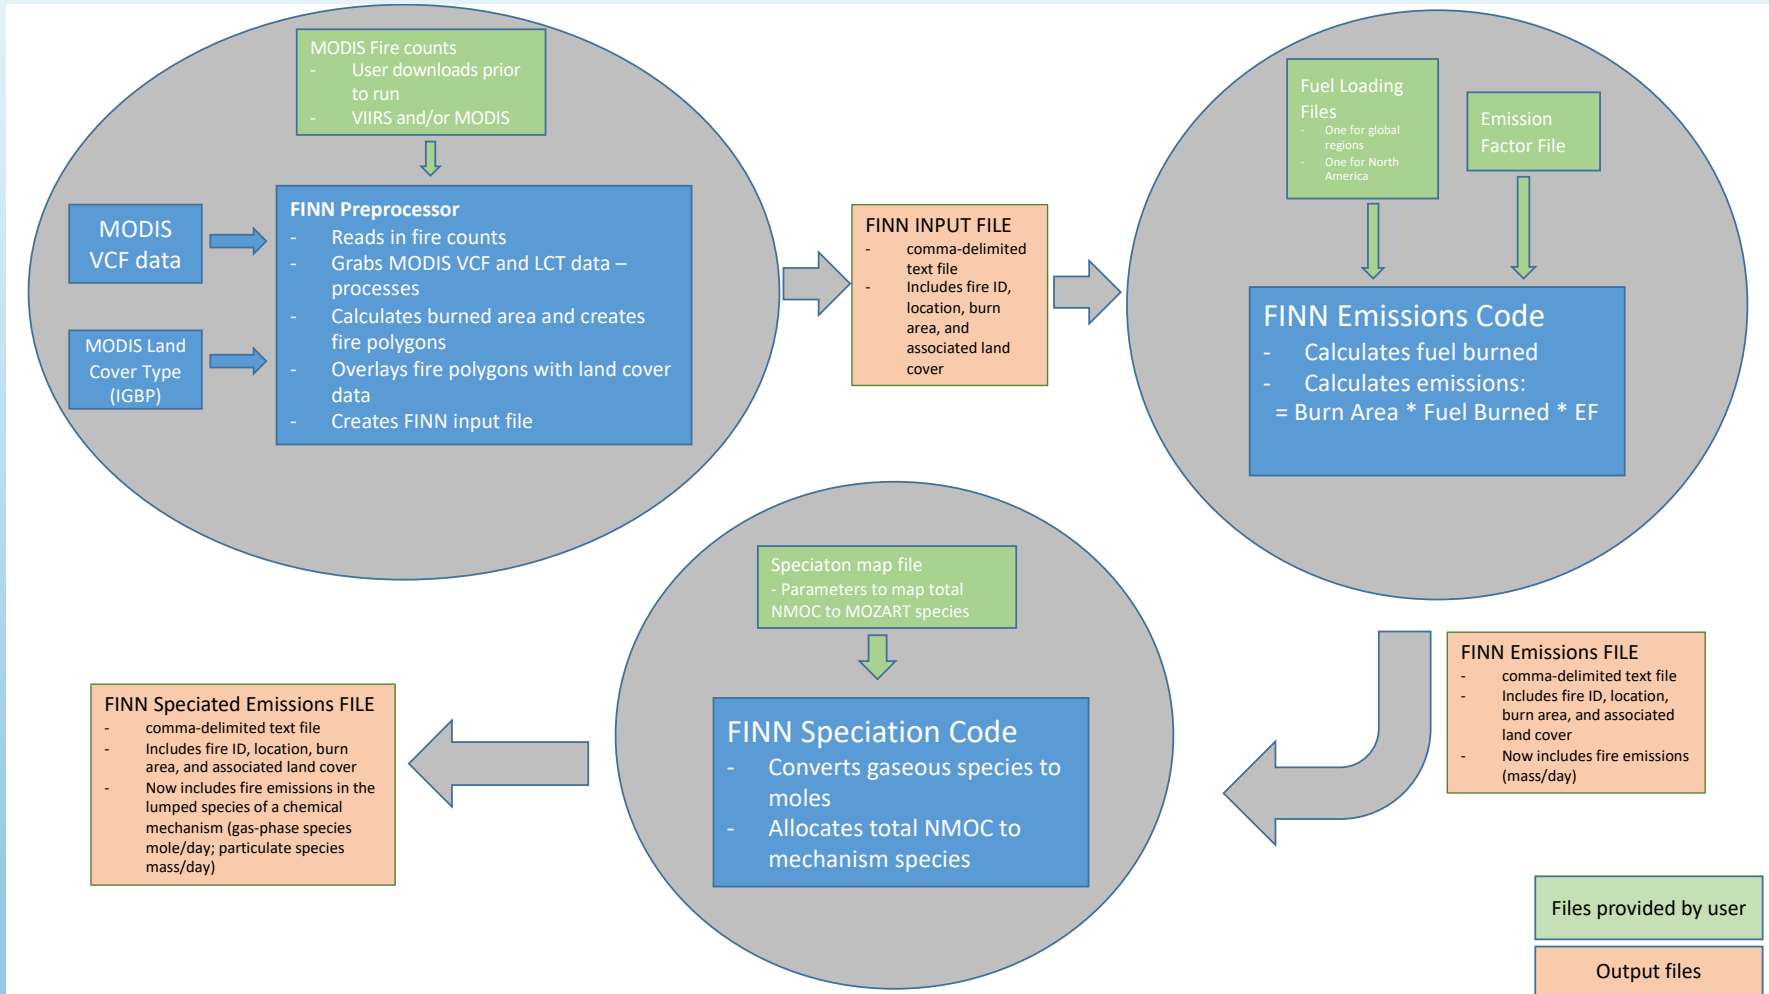 MODIS Fire counts
- User downloads prior
to run
- VIIRS and/or MODIS
MODIS
VCF data
MODIS Land
Cover Type
(IGBP)
FINN Preprocessor
- Reads in fire counts
- Grabs MODIS VCF and LCT data –
processes
- Calculates burned area and creates
fire polygons
- Overlays fire polygons with land cover
data
- Creates FINN input file
FINN INPUT FILE
- comma-delimited
text file
- Includes fire ID,
location, burn
area, and
associated land
cover
Fuel Loading
Files
- One for global
regions
- One for North
America
Emission
Factor File
FINN Emissions Code
- Calculates fuel burned
- Calculates emissions:
= Burn Area * Fuel Burned * EF
FINN Emissions FILE
- comma-delimited text file
- Includes fire ID, location,
burn area, and associated
land cover
- Now includes fire emissions
(mass/day)
Speciaton map file
- Parameters to map total
NMOC to MOZART species
FINN Speciation Code
- Converts gaseous species to
moles
- Allocates total NMOC to
mechanism species
FINN Speciated Emissions FILE
- comma-delimited text file
- Includes fire ID, location, burn
area, and associated land cover
- Now includes fire emissions in the
lumped species of a chemical
mechanism (gas-phase species
mole/day; particulate species
mass/day)
Files provided by user
Output files